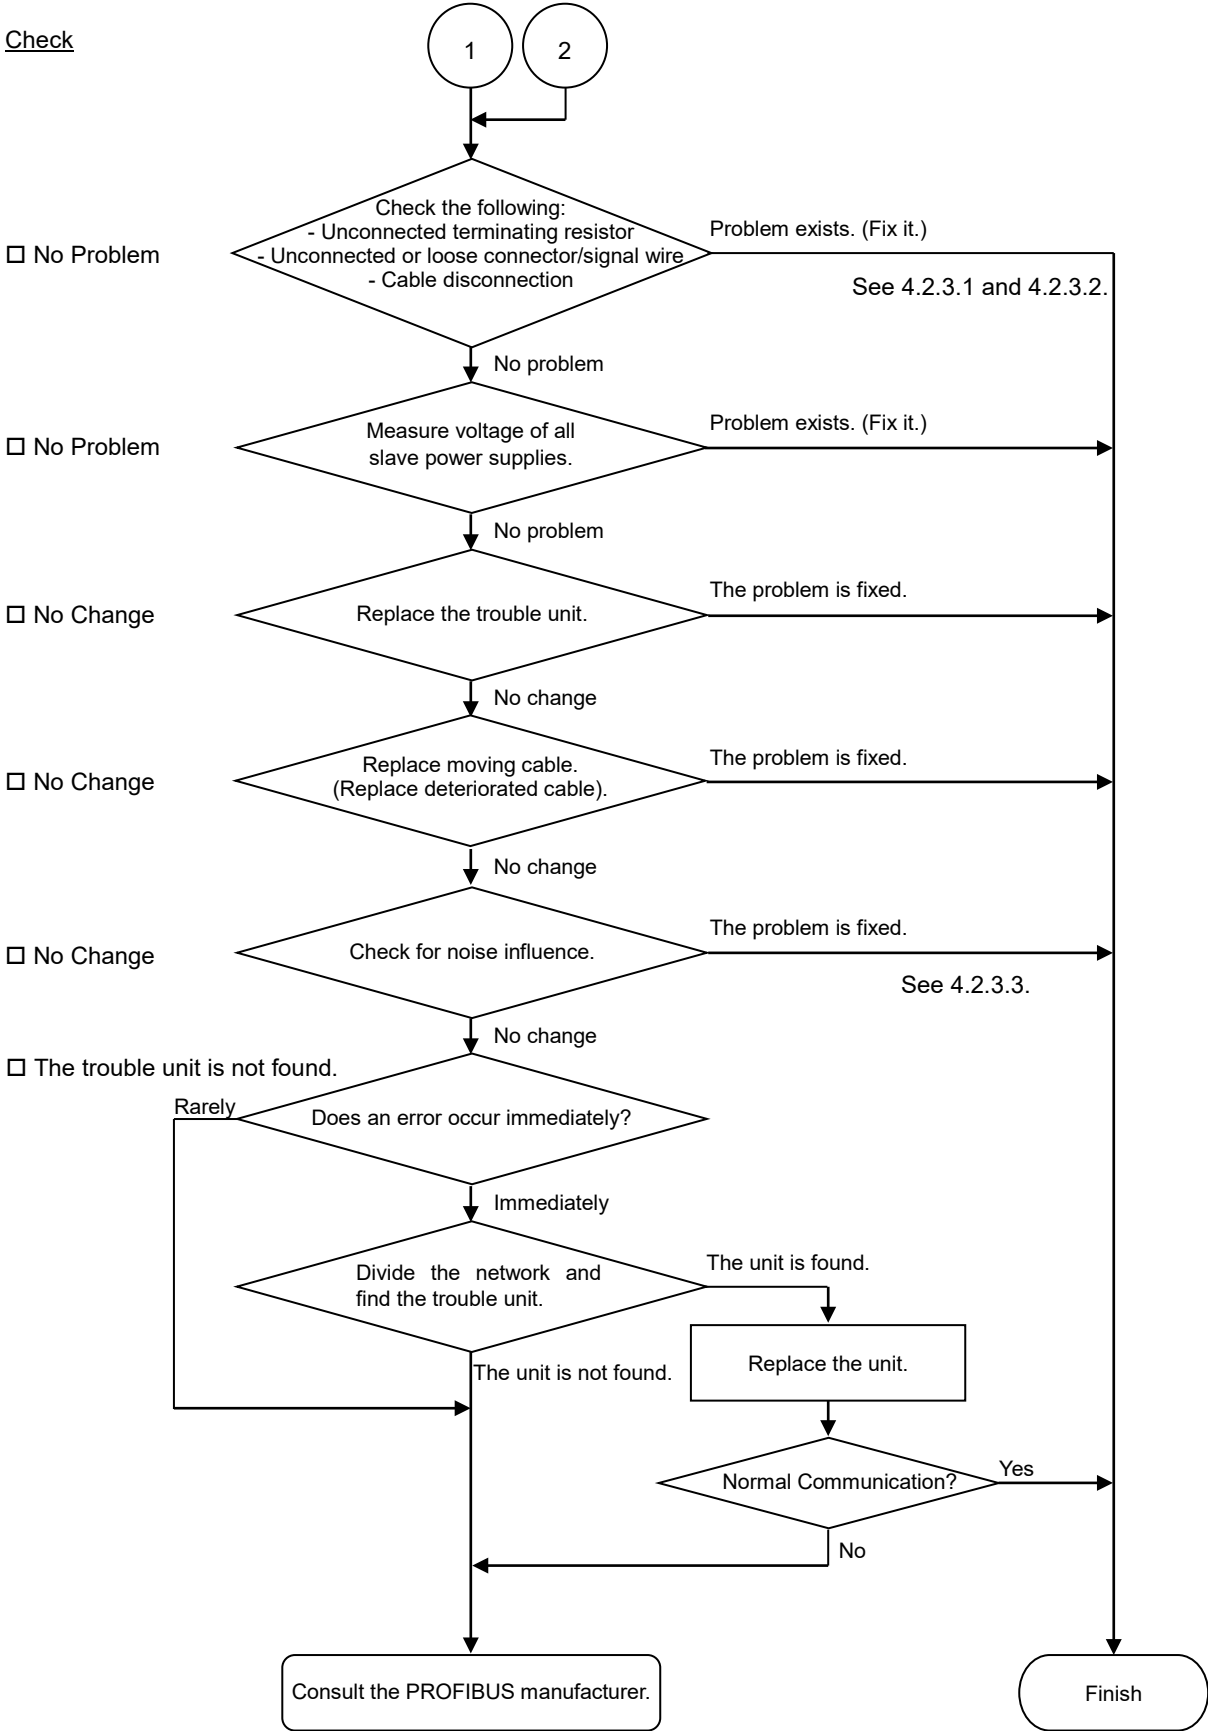 Check
1
2
Check the following:
- Unconnected terminating resistor
- Unconnected or loose connector/signal wire
- Cable disconnection
Problem exists. (Fix it.)
See 4.2.3.1 and 4.2.3.2.
□ No Problem
No problem
Measure voltage of all
slave power supplies.
Problem exists. (Fix it.)
□ No Problem
No problem
Replace the trouble unit.
The problem is fixed.
□ No Change
No change
Replace moving cable.
(Replace deteriorated cable).
The problem is fixed.
□ No Change
No change
Check for noise influence.
The problem is fixed.
See 4.2.3.3.
□ No Change
No change
□ The trouble unit is not found.
Rarely
Does an error occur immediately?
Immediately
Divide the network and
find the trouble unit.
The unit is found.
The unit is not found.
Replace the unit.
Normal Communication?
Yes
No
Consult the PROFIBUS manufacturer.
Finish